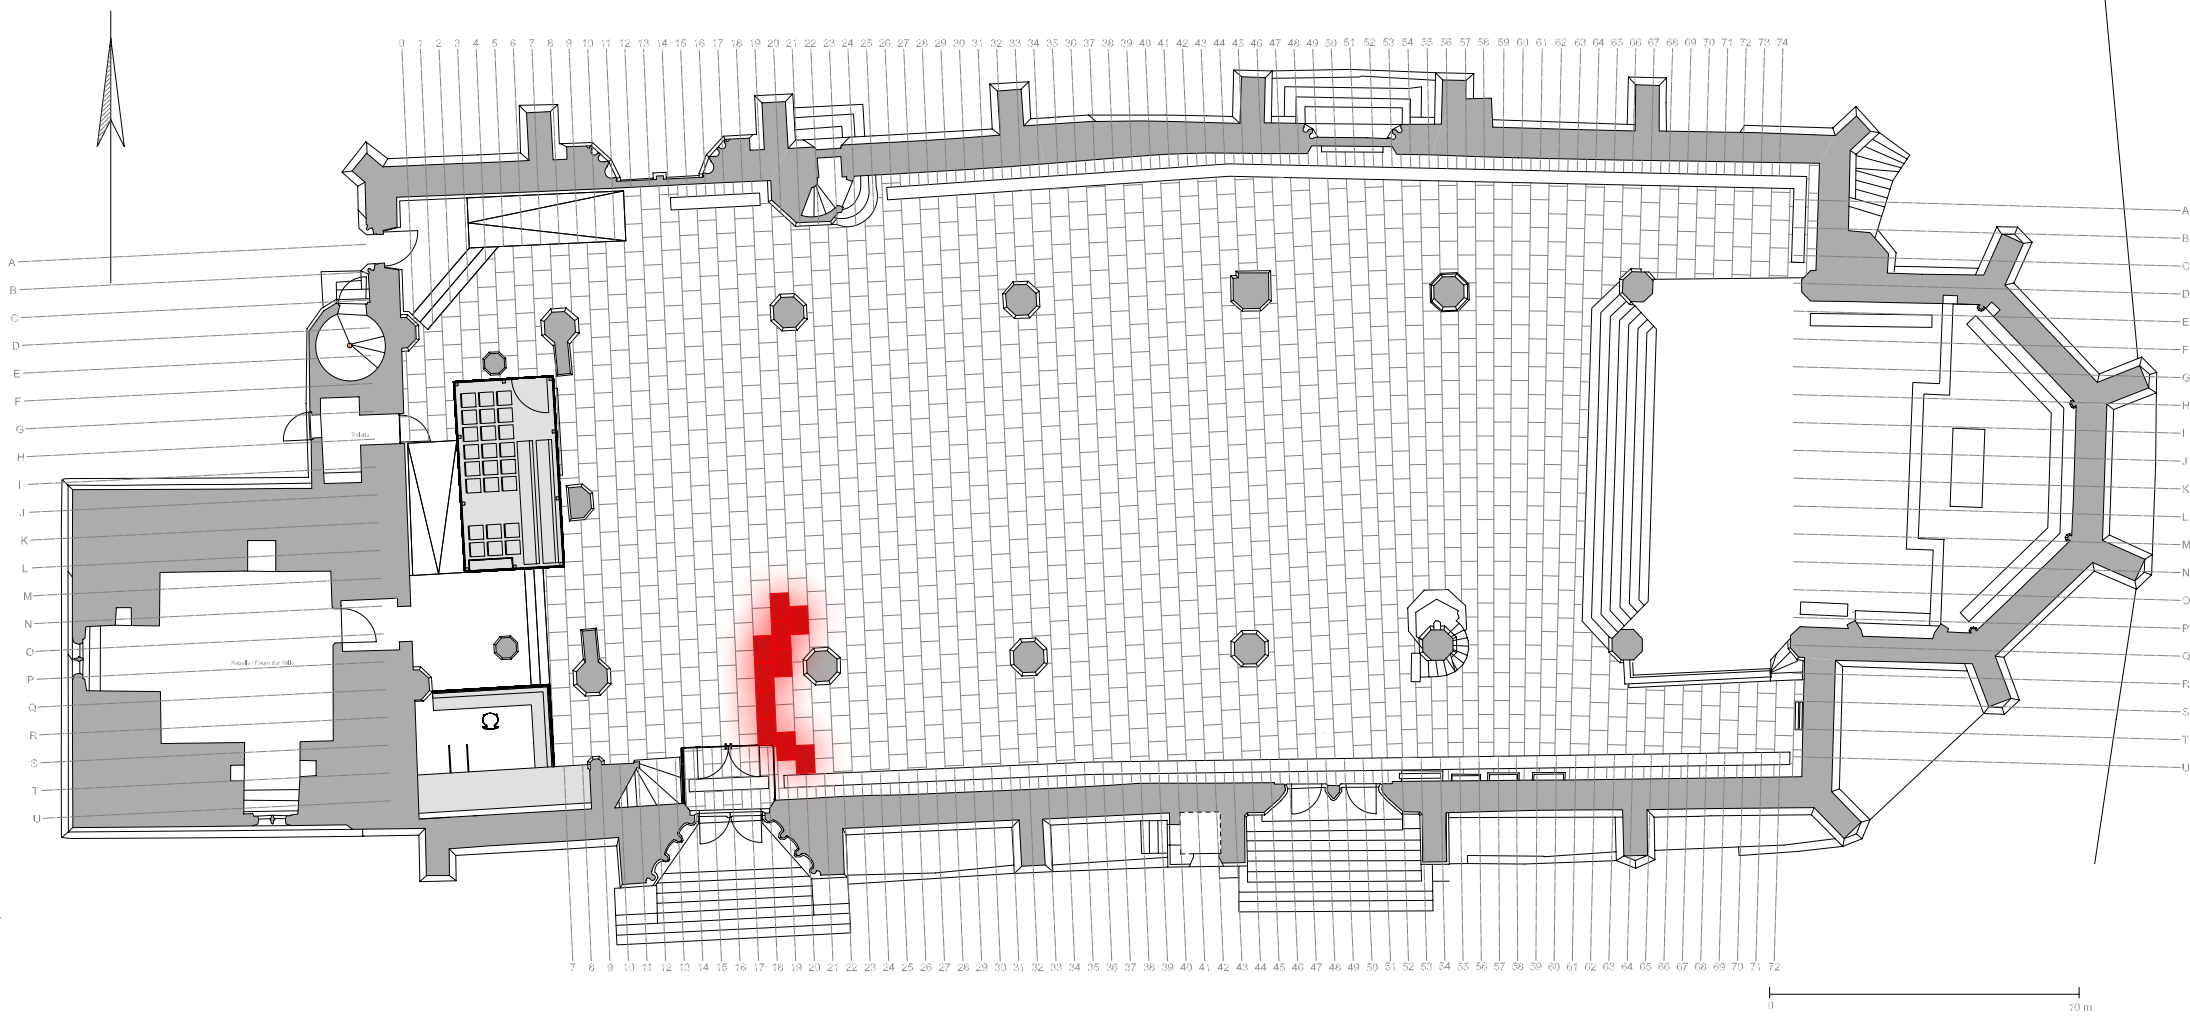 0 1 2 3 4 5 6 7 8 9 10 11 12 13 14 15 16 17 18 19 20 21 22 23 24 25 26 27 28 29 30 31 32 33 34 35 36 37 38 39 40 41 42 43 44 45 46 47 48 49 50 51 52 53 54 55 56 57 58 59 60 61 62 63 64 65 66 67 68 69 70 71 72 73 74
A
B
C
D
E
F
G
H
I
J
K
L
M
N
O
P
Q
R
S
T
U
A
B
C
D
E
F
G
H
I
J
K
L
M
N
O
P
Q
R
S
T
U
7 8 9 10 11 12 13 14 15 16 17 18 19 20 21 22 23 24 25 26 27 28 29 30 31 32 33 34 35 36 37 38 39 40 41 42 43 44 45 46 47 48 49 50 51 52 53 54 55 56 57 58 59 60 61 62 63 64 65 66 67 68 69 70 71 72
0 10 m